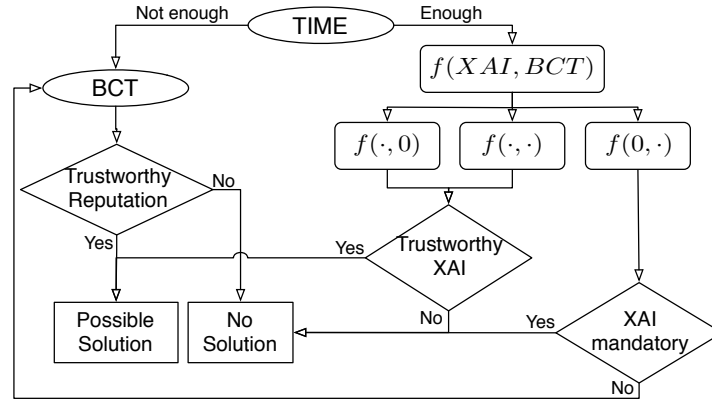 Not enough
TIME
Enough
f(XAI, BCT)
BCT
f(·, 0)
f(·, ·)
f(0, ·)
Trustworthy
Reputation
No
Yes
Yes
Trustworthy
XAI
No
Possible
Solution
No
Solution
Yes
XAI
mandatory
No